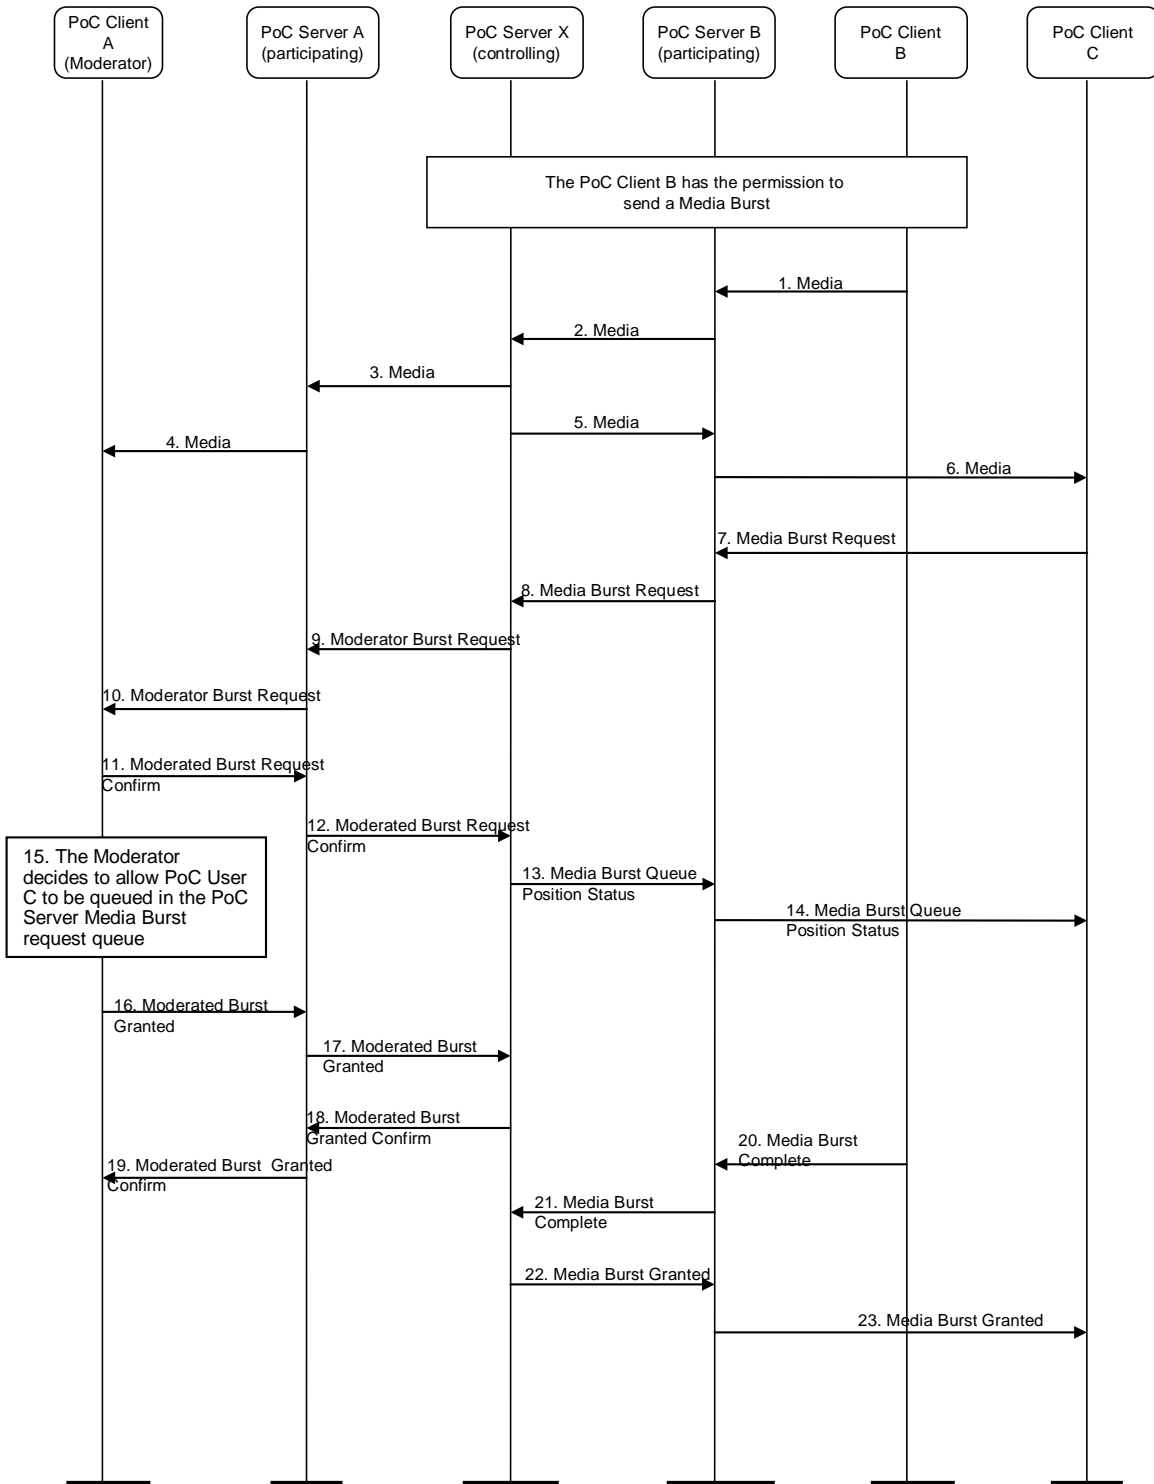 PoC Client
A
(Moderator)
PoC Server A
(participating)
PoC Server X
(controlling)
PoC Server B
(participating)
PoC Client
B
PoC Client
C
The PoC Client B has the permission to
send a Media Burst
1. Media
2. Media
3. Media
5. Media
4. Media
6. Media
7. Media Burst Request
8. Media Burst Request
9. Moderator Burst Request
10. Moderator Burst Request
11. Moderated Burst Request
Confirm
12. Moderated Burst Request
Confirm
13. Media Burst Queue
Position Status
14. Media Burst Queue
Position Status
15. The Moderator
decides to allow PoC User
C to be queued in the PoC
Server Media Burst
request queue
16. Moderated Burst
Granted
17. Moderated Burst
Granted
18. Moderated Burst
Granted Confirm
19. Moderated Burst  Granted
Confirm
20. Media Burst
Complete
21. Media Burst
Complete
22. Media Burst Granted
23. Media Burst Granted